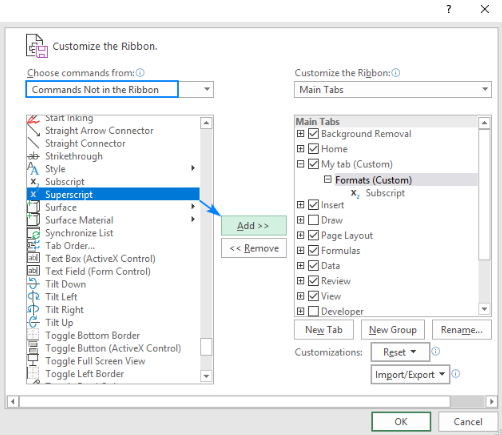 ?
X
Customize the Ribbon.
Choose commands from:
Customize the Ribbon:
Commands Not in the Ribbon
Main Tabs
Start Inking
Straight Arrow Connector
Straight Connector
Strikethrough
Style
Subscript
Superscript
Surface
Surface Material
Synchronize List
Tab Order...
Text Box (ActiveX Control)
Text Field (Form Control)
Tilt Down
Tilt Left
Tilt Right
Tilt Up
Toggle Bottom Border
Toggle Button (ActiveX Control)
Toggle Full Screen View
Toggle Left Border
Add >>
<< Remove
Main Tabs
Background Removal
Home
My tab (Custom)
Formats (Custom)
Subscript
Insert
Draw
Page Layout
Formulas
Data
Review
View
Developer
New Tab New Group Rename...
Customizations: Reset
Import/Export
OK Cancel